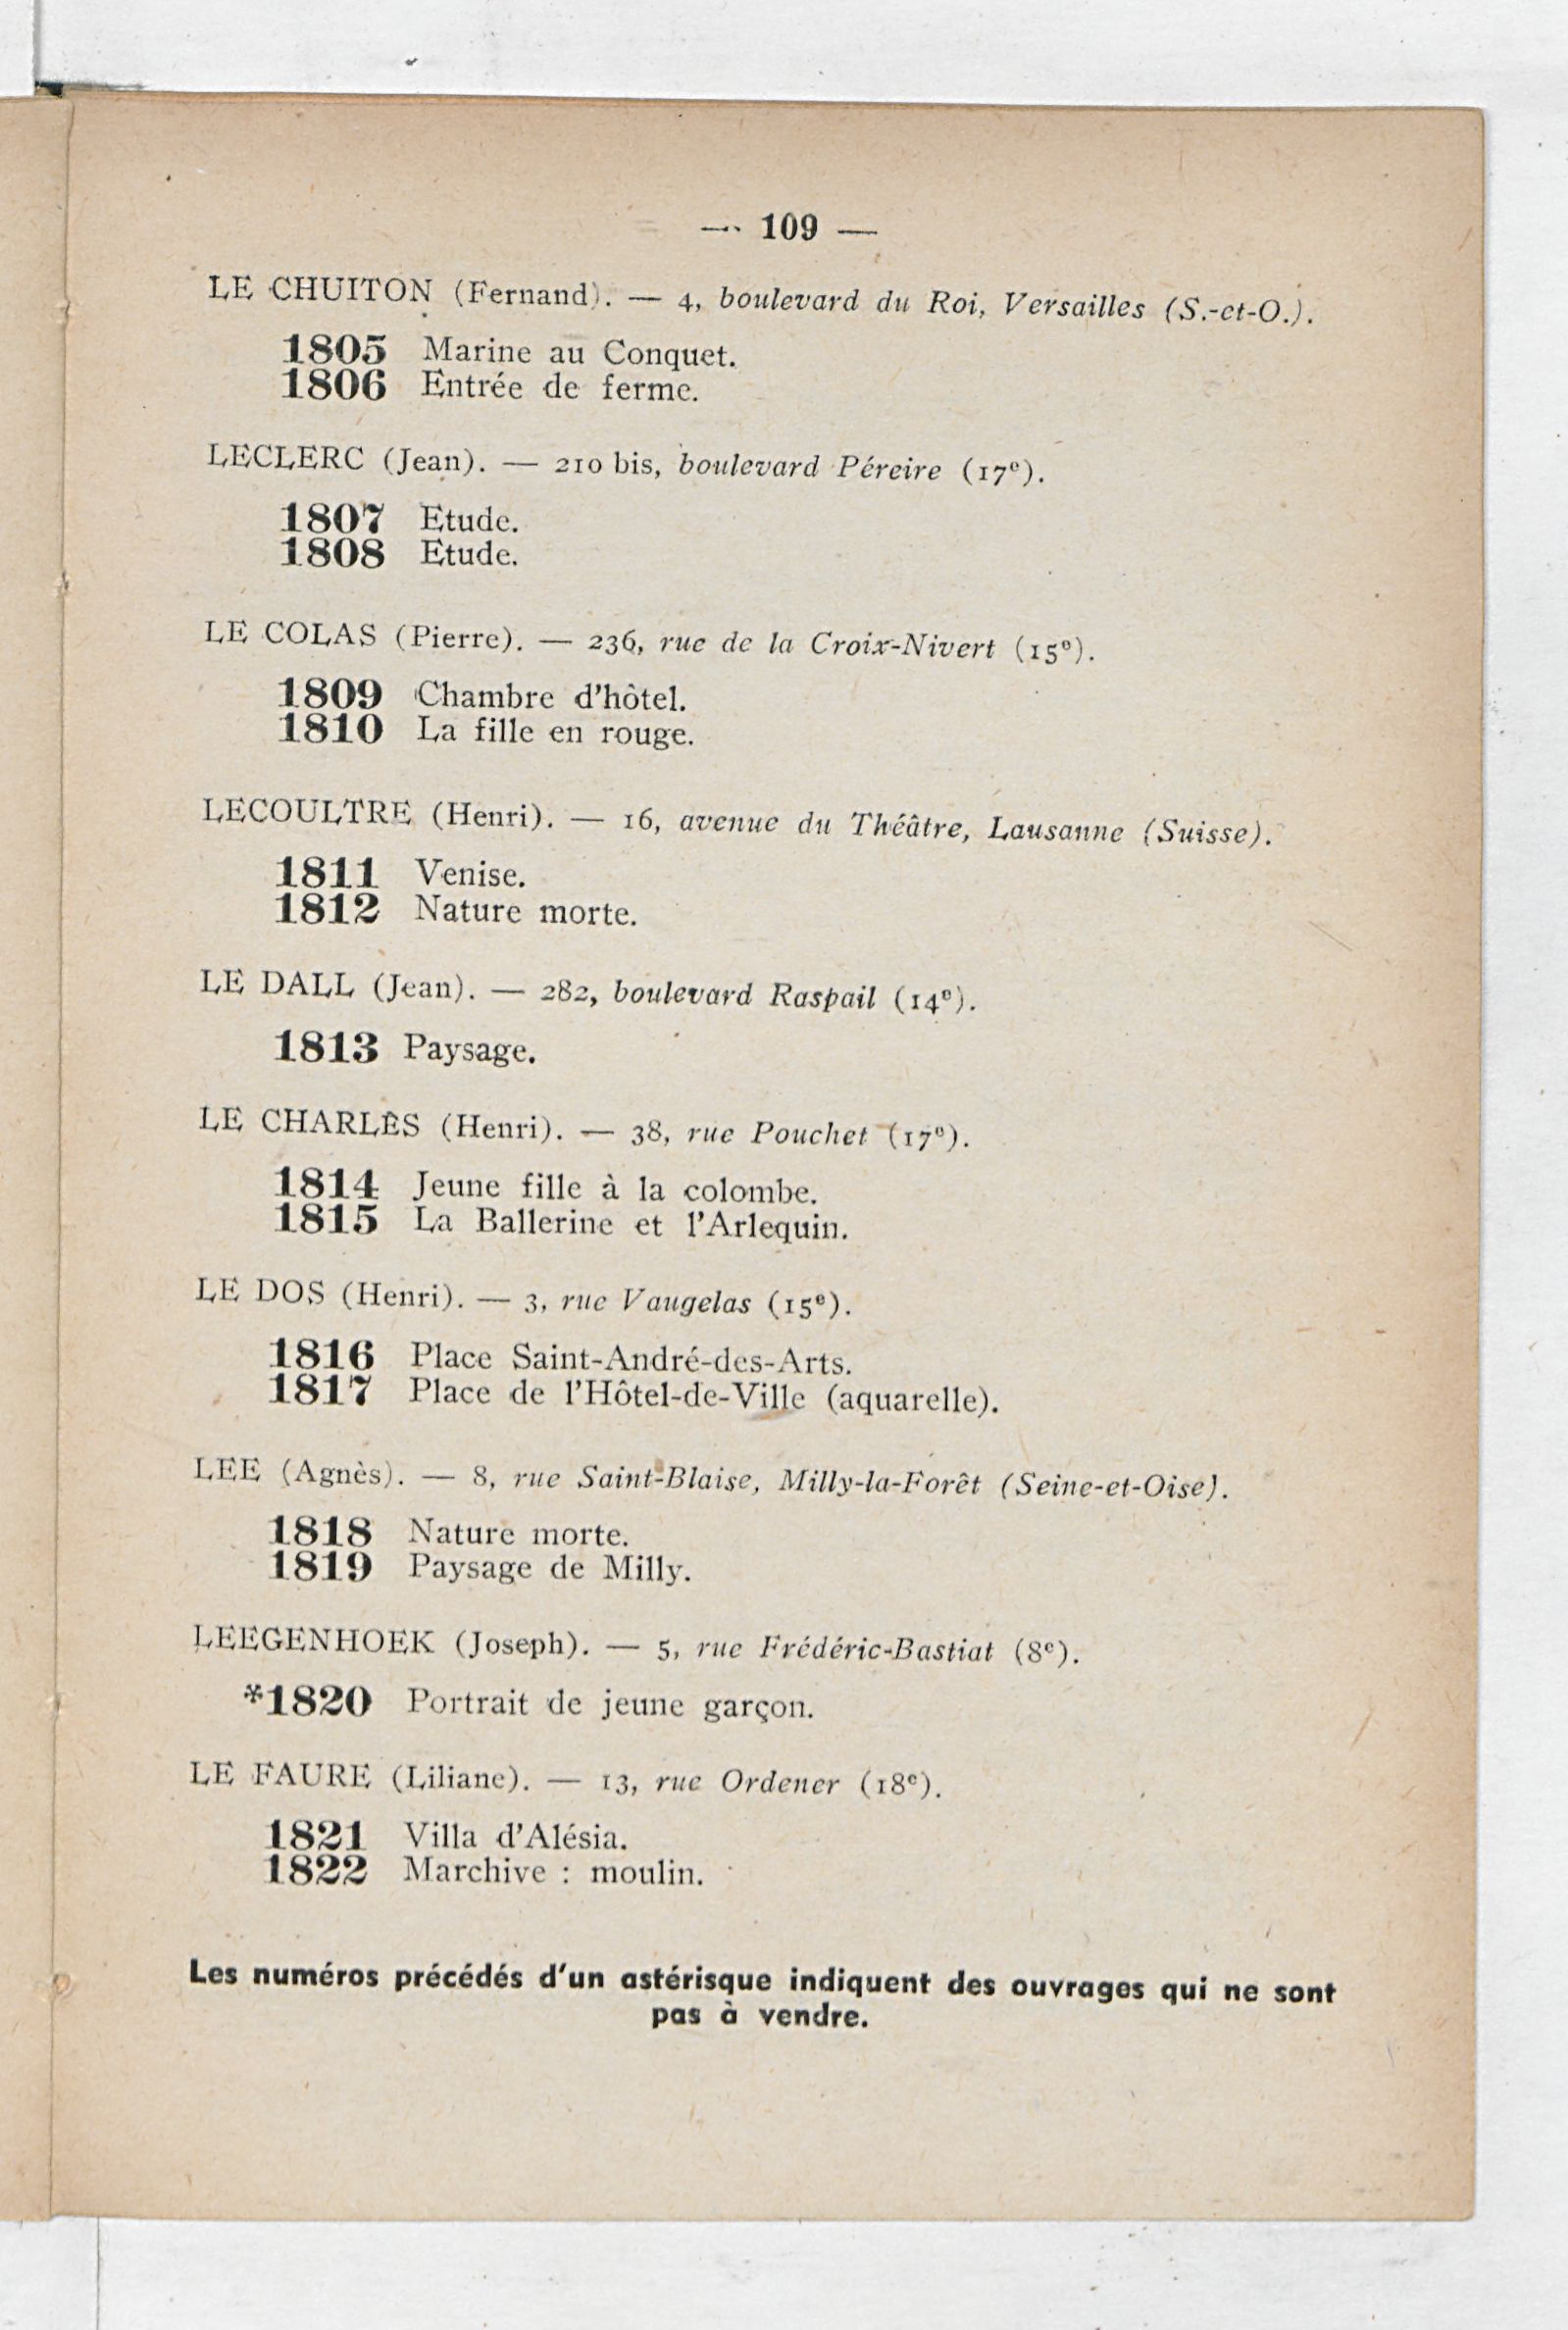 — 109 —
LE CHUITON (Fernand). — 4, boulevard du Roi, Versailles (S.-et-O.).
1805 Marine au Conquet.
1806 Entrée de ferme.
LECLERC (Jean). — 210 bis, boulevard Péreire (17e).
1807 Etude.
1808 Etude.
LE COLAS (Pierre). — 236, rue de la Croix-Nivert (15e).
1809 Chambre d'hôtel.
1810 La fille en rouge.
LECOULTRE (Henri). — 16, avenue du Théâtre, Lausanne (Suisse).
1811 Venise.
1812 Nature morte.
LE DALL (Jean). — 282, boulevard Raspail (14e).
1813 Paysage.
LE CHARLÈS (Henri). — 38, rue Pouchet (17e).
1814 Jeune fille à la colombe.
1815 La Ballerine et l'Arlequin.
LE DOS (Henri). — 3, rue Vaugelas (15e).
1816 Place Saint-André-des-Arts.
1817 Place de l'Hôtel-de-Ville (aquarelle).
LEE (Agnès). — 8, rue Saint-Blaise, Milly-la-Forêt (Seine-et-Oise).
1818 Nature morte.
1819 Paysage de Milly.
LEEGENHOEK (Joseph). — 5, rue Frédéric-Bastiat (8e).
*1820 Portrait de jeune garçon.
LE FAURE (Liliane). — 13, rue Ordener (18e).
1821 Villa d'Alésia.
1822 Marchive : moulin.
Les numéros précédés d'un astérisque indiquent des ouvrages qui ne sont
pas à vendre.